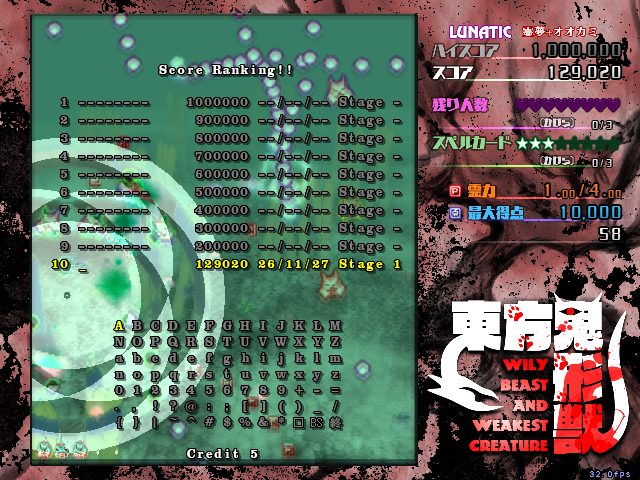 Score Ranking!!
1 -------- 1000000 --/--/-- Stage -
2 -------- 900000 --/--/-- Stage -
3 -------- 800000 --/--/-- Stage -
4 -------- 700000 --/--/-- Stage -
5 -------- 600000 --/--/-- Stage -
6 -------- 500000 --/--/-- Stage -
7 -------- 400000 --/--/-- Stage -
8 -------- 300000 --/--/-- Stage -
9 -------- 200000 --/--/-- Stage -
10 _ 129020 26/11/27 Stage 1
A B C D E F G H I J K L M
N O P Q R S T U V W X Y Z
a b c d e f g h i j k l m
n o p q r s t u v w x y z
0 1 2 3 4 5 6 7 8 9 + - =
. , ! ? @ : ; [ ] ( ) _ /
{ } | ~ ^ # $ % & * □ BS 終
Credit 5
LUNATIC 霊夢+オオカミ
ハイスコア 1,000,000
スコア 129,020
残り人数
(かけら) 0/3
スペルカード
(かけら) 0/3
P 霊力 1.00/4.00
最大得点 10,000
58
東方鬼形獣
WILY
BEAST
AND
WEAKEST
CREATURE
32.0fps